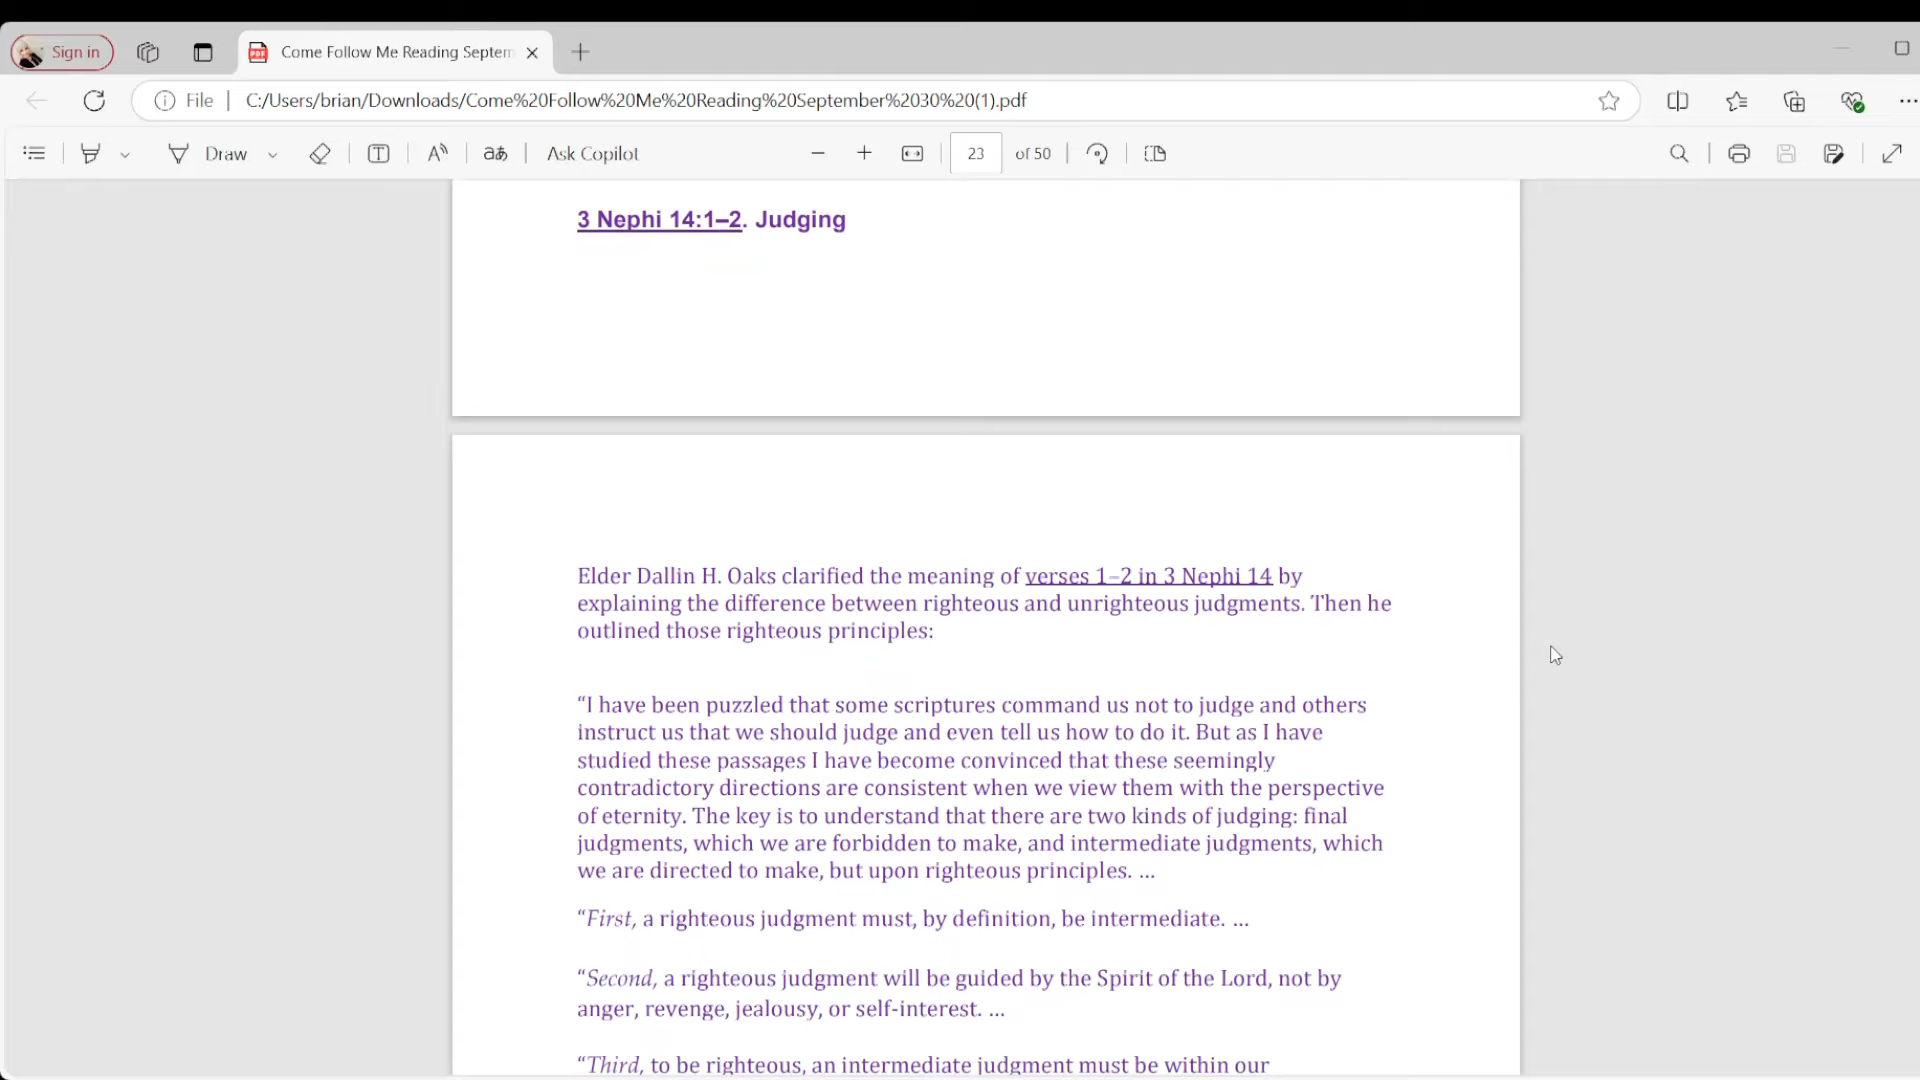 Sign in
Come Follow Me Reading Septem
File
C:/Users/brian/Downloads/Come%20Follow%20Me%20Reading%20September%2030%20(1).pdf
Draw
Ask Copilot
23 of 50
3 Nephi 14:1–2. Judging
Elder Dallin H. Oaks clarified the meaning of verses 1–2 in 3 Nephi 14 by
explaining the difference between righteous and unrighteous judgments. Then he
outlined those righteous principles:
“I have been puzzled that some scriptures command us not to judge and others
instruct us that we should judge and even tell us how to do it. But as I have
studied these passages I have become convinced that these seemingly
contradictory directions are consistent when we view them with the perspective
of eternity. The key is to understand that there are two kinds of judging: final
judgments, which we are forbidden to make, and intermediate judgments, which
we are directed to make, but upon righteous principles. …
“First, a righteous judgment must, by definition, be intermediate. …
“Second, a righteous judgment will be guided by the Spirit of the Lord, not by
anger, revenge, jealousy, or self-interest. …
“Third, to be righteous, an intermediate judgment must be within our